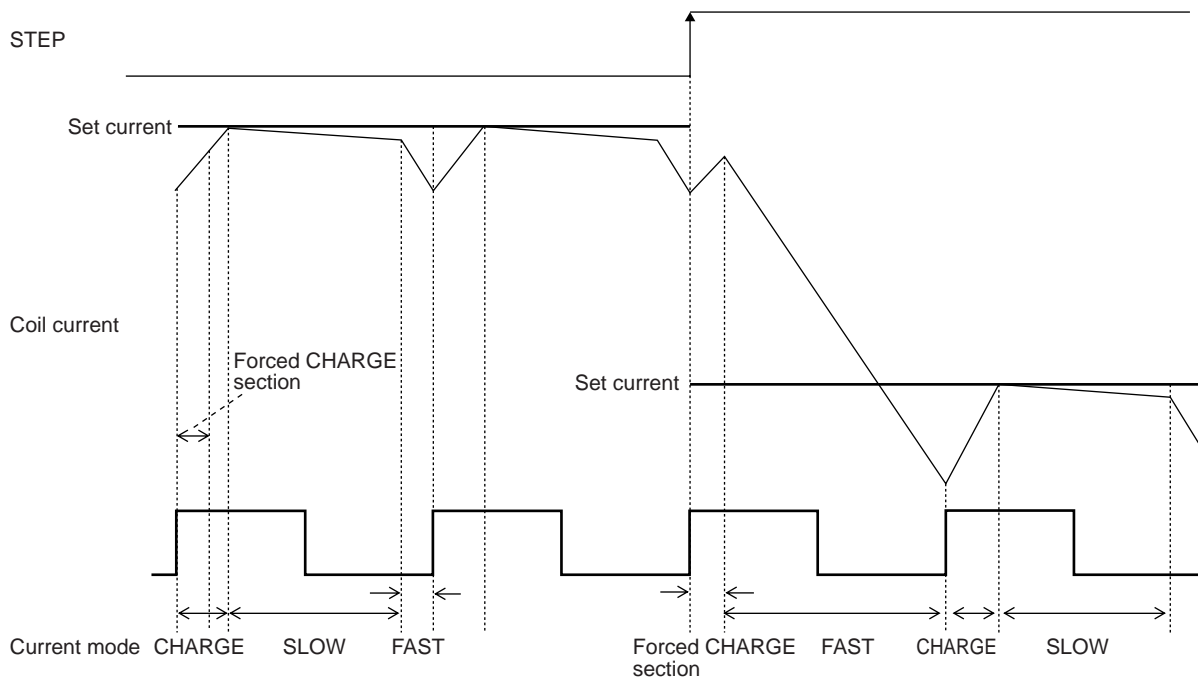 STEP
Set current
Coil current
Forced CHARGE
section
Set current
Current mode
CHARGE
SLOW
FAST
Forced CHARGE
section
FAST
CHARGE
SLOW